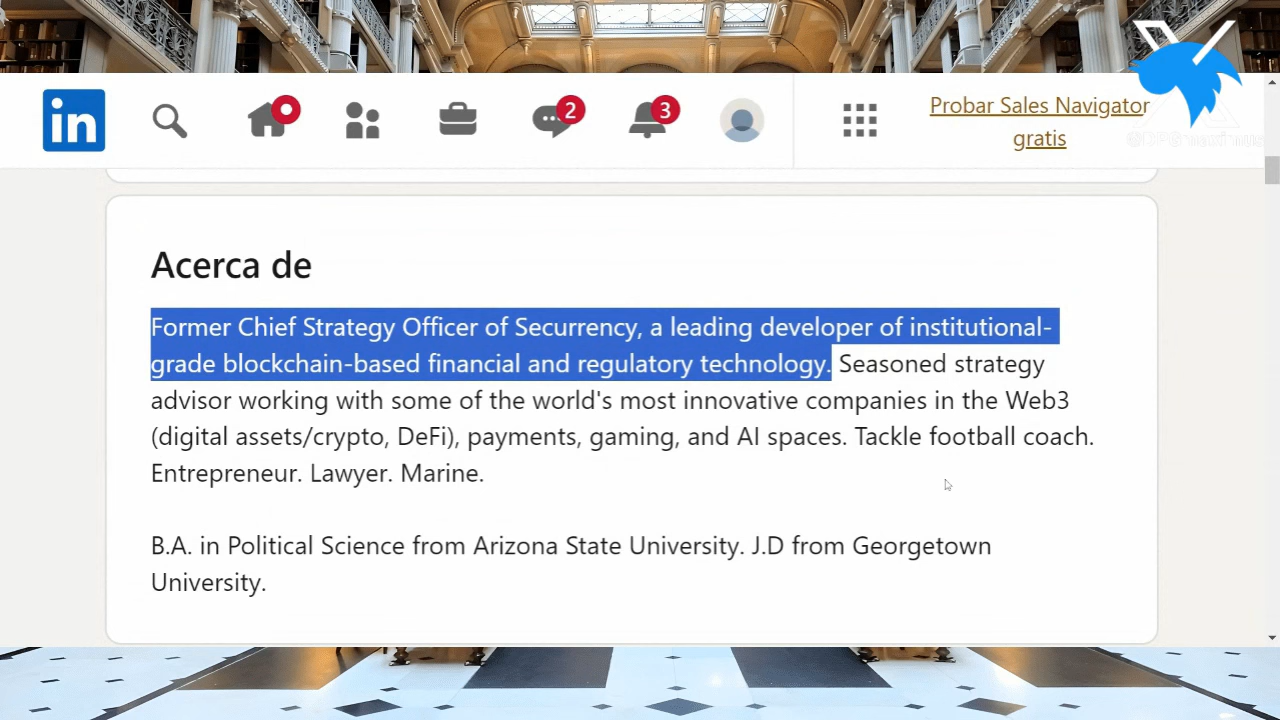 in
2
3
Probar Sales Navigator
gratis
Acerca de
Former Chief Strategy Officer of Securrency, a leading developer of institutional-
grade blockchain-based financial and regulatory technology. Seasoned strategy
advisor working with some of the world's most innovative companies in the Web3
(digital assets/crypto, DeFi), payments, gaming, and AI spaces. Tackle football coach.
Entrepreneur. Lawyer. Marine.
B.A. in Political Science from Arizona State University. J.D from Georgetown
University.